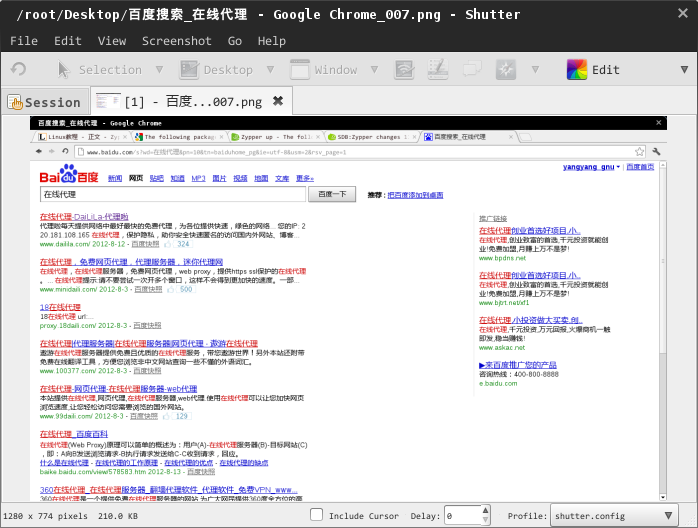 /root/Desktop/百度搜索_在线代理 - Google Chrome_007.png - Shutter
File Edit View Screenshot Go Help
Selection Desktop Window Edit
Session [1] - 百度...007.png
百度搜索_在线代理 - Google Chrome
Linux教程 - 正文 - Zy The following packag Zypper up - The foll SDB:Zypper changes 1 百度搜索_在线代理
www.baidu.com/s?wd=在线代理&pn=10&tn=baiduhome_pg&ie=utf-8&usm=2&rsv_page=1
yangyang_gnu 百度首页
Bai du 百度 新闻 网页 贴吧 知道 MP3 图片 视频 地图 文库 更多»
在线代理 百度一下 推荐 : 把百度添加到桌面
在线代理-DaiLiLa-代理啦
代理啦每天提供网络中最好最快的免费代理，为各位提供快速，绿色的网络... 您的IP: 2
20 181.108 165 在线代理，保护隐私，助你安全快速匿名的访问国内外网站、博客...
www.dailila.com/ 2012-8-12 - 百度快照 324
在线代理，免费网页代理，代理服务器，迷你代理网
在线代理，在线代理服务器，免费网页代理，web proxy，提供https ssl保护的在线代理
。... 在线代理提示:请不要尝试一次开多个窗口，这样不会得到更加快的速度。一部...
www.minidaili.com/ 2012-8-3 - 百度快照 500
18在线代理
18在线代理 url:...
proxy.18daili.com/ 2012-8-3 - 百度快照
在线代理|代理服务器|在线代理服务器|网页代理 - 遨游在线代理
遨游在线代理服务器提供免费且优质的在线代理服务，带您遨游世界！另外本站还附带
免费在线翻译工具，方便您浏览非中文网站查询一些不懂的外语词汇。
www.100377.com/ 2012-8-3 - 百度快照
在线代理-网页代理-在线代理服务器-web代理
本站提供在线代理,网页代理,在线代理服务器,web代理.使用在线代理可以让您加快网页
浏览速度,让您轻访问您需要浏览的国外网站。
www.99daili.com/ 2012-8-3 - 百度快照 129
在线代理_百度百科
在线代理(Web Proxy)原理可以简单的概述为：用户(A)-在线代理服务器(B)-目标网站(C)
，即：A向B发送浏览请求-B执行请求发送给C-C收到请求，回应。
什么是在线代理 - 在线代理的工作原理 - 在线代理的优点 - 在线代理的缺点
baike.baidu.com/view/578583.htm 2012-8-13 - 百度快照
360在线代理_在线代理服务器_翻墙代理软件_代理软件_免费VPN_www...
360在线代理是一个提供免费在线代理服务器的网站,为广大网民提供360度全方位的高
推广链接
在线代理创业首选好项目,小..
在线代理,创业致富的首选,千元投资就能创
业!免费加盟,月赚上万不是梦!
www.bpdns.net
在线代理创业首选好项目,小..
在线代理,创业致富的首选,千元投资就能创
业!免费加盟,月赚上万不是梦!
www.bjtr1.net/xf1
在线代理,小投资做大买卖,创..
在线代理,千元投资,万元回报,火爆商机一触
即发,稳当赚钱!
www.askac.net
▶来百度推广您的产品
咨询热线：400-800-8888
e.baidu.com
1280 x 774 pixels 210.0 KB Include Cursor Delay: 0 Profile: shutter.config